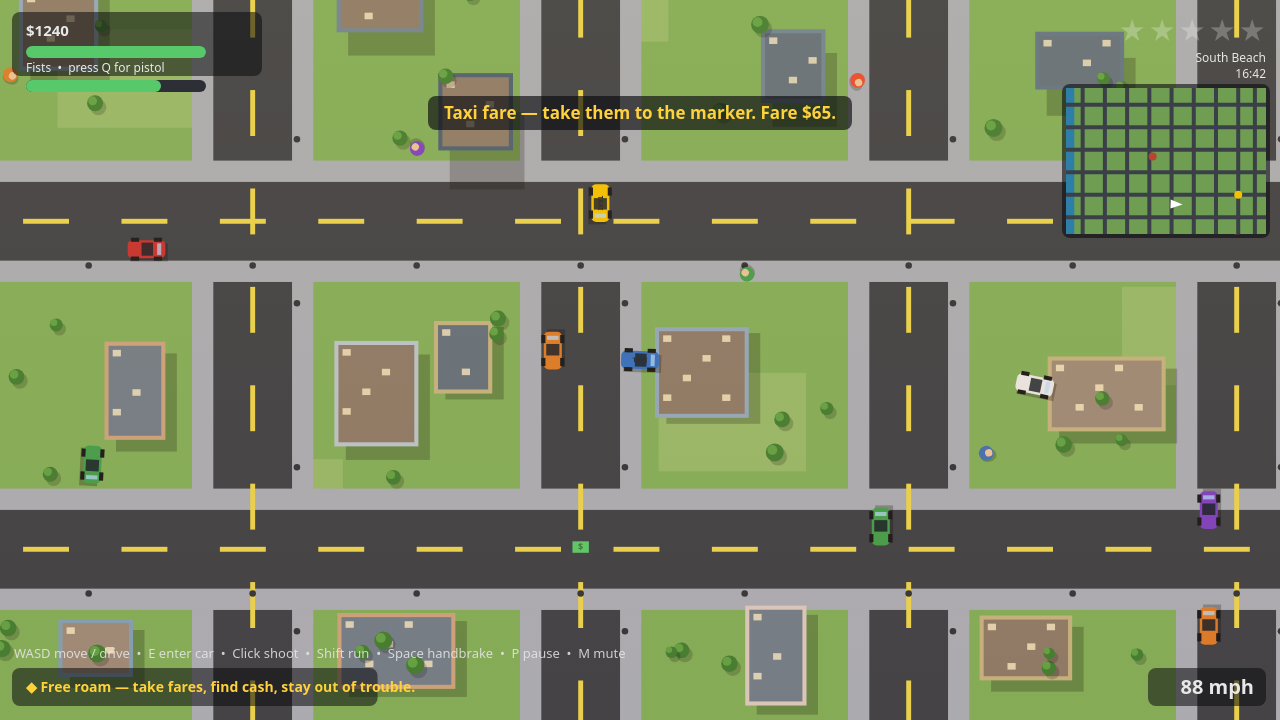 $1240
Fists • press Q for pistol
South Beach
16:42
Taxi fare — take them to the marker. Fare $65.
$
WASD move / drive • E enter car • Click shoot • Shift run • Space handbrake • P pause • M mute
◆ Free roam — take fares, find cash, stay out of trouble.
88 mph